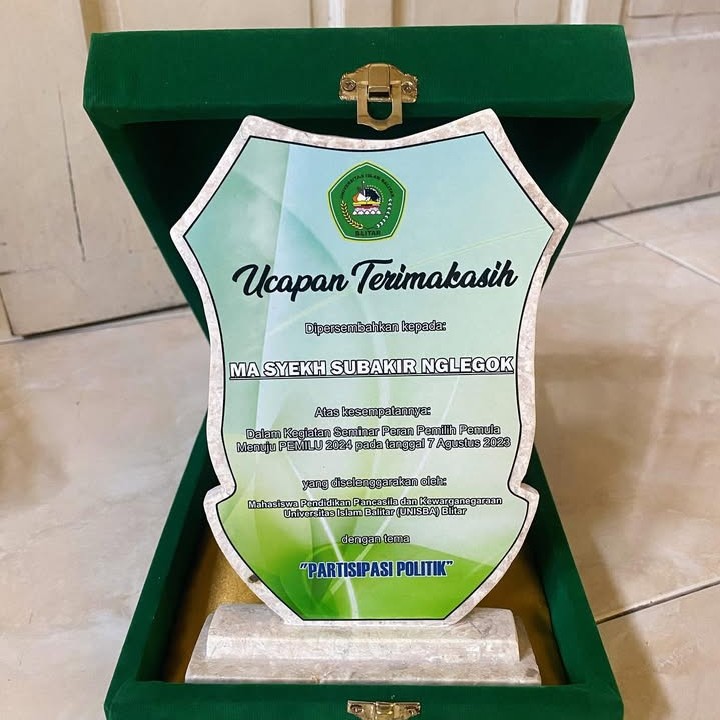 UNIVERSITAS ISLAM BALITAR
BLITAR
Ucapan Terimakasih
Dipersembahkan kepada:
MA SYEKH SUBAKIR NGLEGOK
Atas kesempatannya:
Dalam Kegiatan Seminar Peran Pemilih Pemula
Menuju PEMILU 2024 pada tanggal 7 Agustus 2023
yang diselenggarakan oleh:
Mahasiswa Pendidikan Pancasila dan Kewarganegaraan
Universitas Islam Balitar (UNISBA) Blitar
dengan tema
"PARTISIPASI POLITIK"